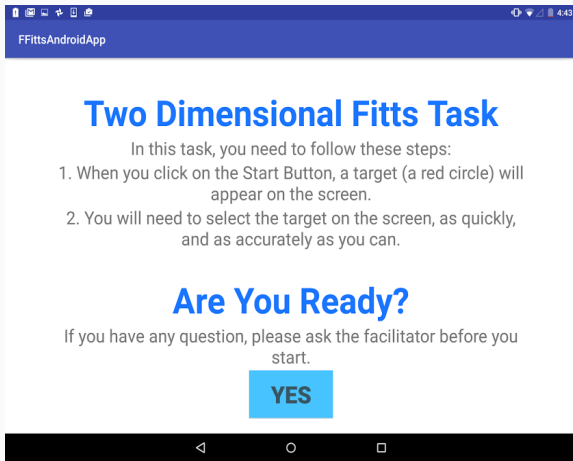 4:43
FFittsAndroidApp
Two Dimensional Fitts Task
In this task, you need to follow these steps:
1. When you click on the Start Button, a target (a red circle) will
appear on the screen.
2. You will need to select the target on the screen, as quickly,
and as accurately as you can.
Are You Ready?
If you have any question, please ask the facilitator before you
start.
YES